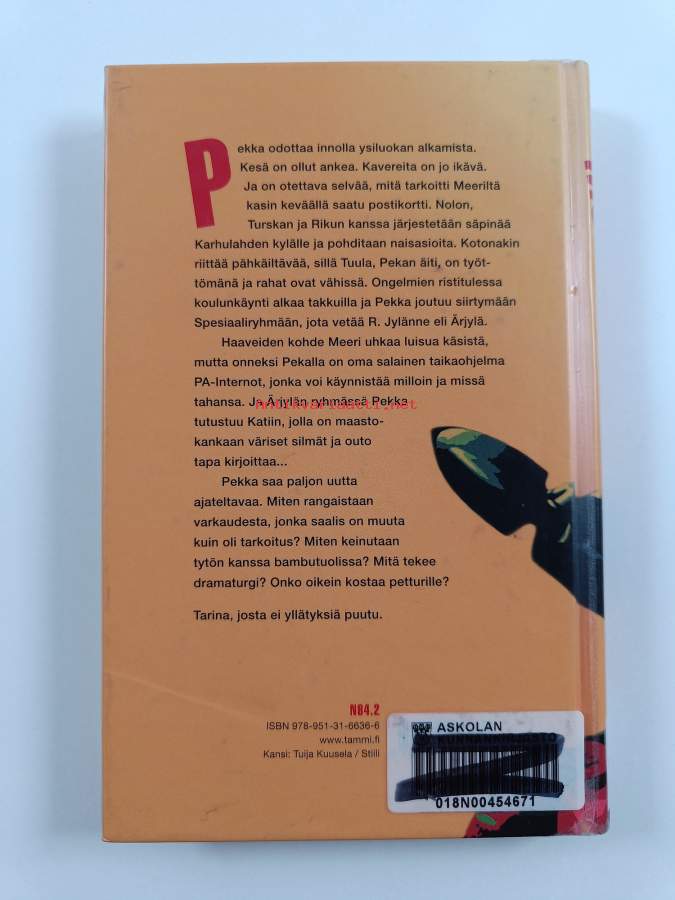 Pekka odottaa innolla ysiluokan alkamista.
Kesä on ollut ankea. Kavereita on jo ikävä.
Ja on otettava selvää, mitä tarkoitti Meeriltä
kasin keväällä saatu postikortti. Nolon,
Turskan ja Rikun kanssa järjestetään säpinää
Karhulahden kylälle ja pohditaan naisasioita. Kotonakin
riittää pähkäiltävää, sillä Tuula, Pekan äiti, on työt-
tömänä ja rahat ovat vähissä. Ongelmien ristitulessa
koulunkäynti alkaa takkuilla ja Pekka joutuu siirtymään
Spesiaaliryhmään, jota vetää R. Jylänne eli Ärjylä.
Haaveiden kohde Meeri uhkaa luisua käsistä,
mutta onneksi Pekalla on oma salainen taikaohjelma
PA-Internot, jonka voi käynnistää milloin ja missä
tahansa. Ja Ärjylän ryhmässä Pekka
Antikvariaatti.net
tutustuu Katiin, jolla on maasto-
kankaan väriset silmät ja outo
tapa kirjoittaa...
Pekka saa paljon uutta
ajateltavaa. Miten rangaistaan
varkaudesta, jonka saalis on muuta
kuin oli tarkoitus? Miten keinutaan
tytön kanssa bambutuolissa? Mitä tekee
dramaturgi? Onko oikein kostaa petturille?
Tarina, josta ei yllätyksiä puutu.
N84.2
ISBN 978-951-31-6636-6
www.tammi.fi
Kansi: Tuija Kuusela / Stiili
ASKOLAN
018N00454671